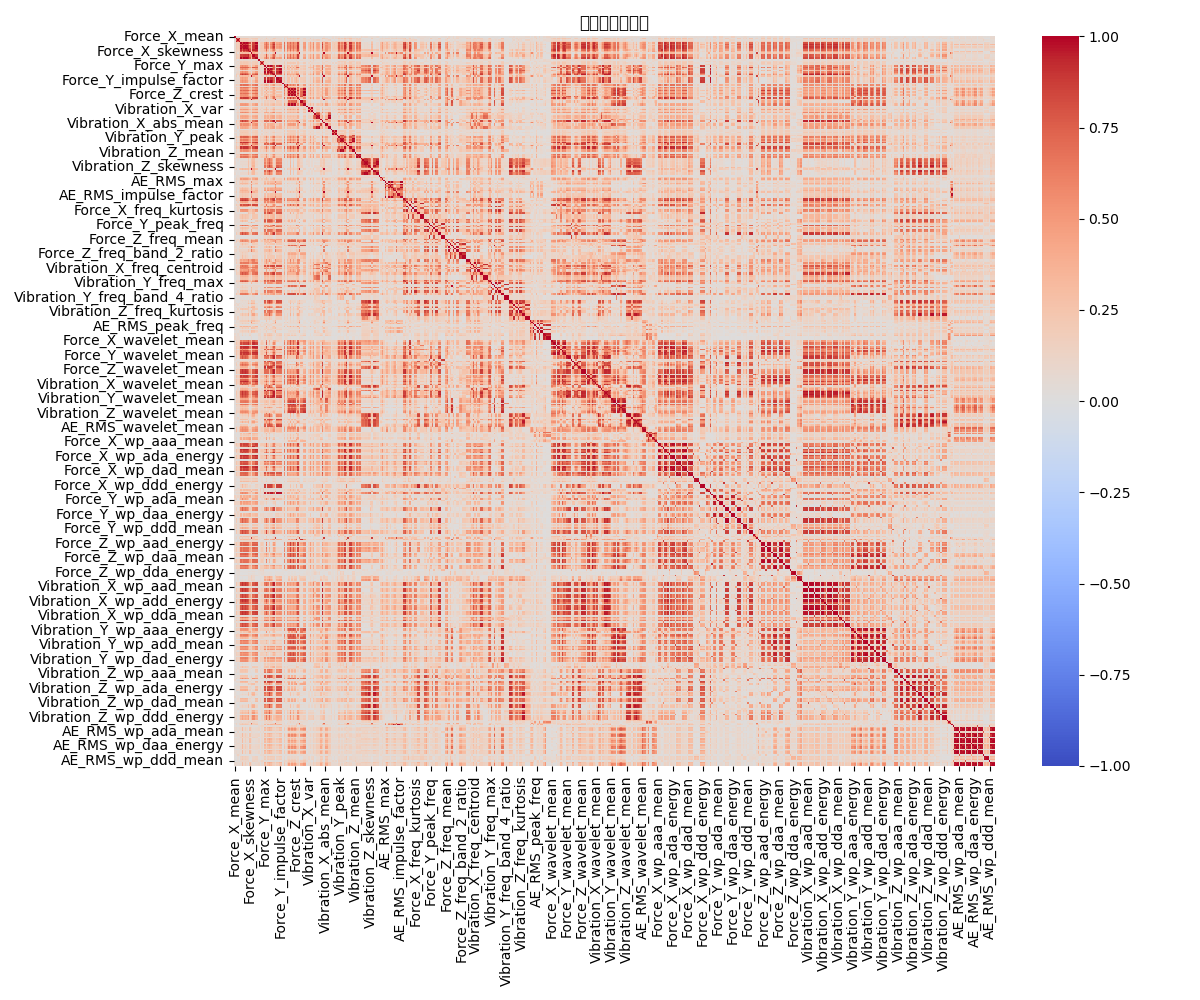 Force_X_mean
Force_X_skewness
Force_Y_max
Force_Y_impulse_factor
Force_Z_crest
Vibration_X_var
Vibration_X_abs_mean
Vibration_Y_peak
Vibration_Z_mean
Vibration_Z_skewness
AE_RMS_max
AE_RMS_impulse_factor
Force_X_freq_kurtosis
Force_Y_peak_freq
Force_Z_freq_mean
Force_Z_freq_band_2_ratio
Vibration_X_freq_centroid
Vibration_Y_freq_max
Vibration_Y_freq_band_4_ratio
Vibration_Z_freq_kurtosis
AE_RMS_peak_freq
Force_X_wavelet_mean
Force_Y_wavelet_mean
Force_Z_wavelet_mean
Vibration_X_wavelet_mean
Vibration_Y_wavelet_mean
Vibration_Z_wavelet_mean
AE_RMS_wavelet_mean
Force_X_wp_aaa_mean
Force_X_wp_ada_energy
Force_X_wp_dad_mean
Force_X_wp_ddd_energy
Force_Y_wp_ada_mean
Force_Y_wp_daa_energy
Force_Y_wp_ddd_mean
Force_Z_wp_aad_energy
Force_Z_wp_daa_mean
Force_Z_wp_dda_energy
Vibration_X_wp_aad_mean
Vibration_X_wp_add_energy
Vibration_X_wp_dda_mean
Vibration_Y_wp_aaa_energy
Vibration_Y_wp_add_mean
Vibration_Y_wp_dad_energy
Vibration_Z_wp_aaa_mean
Vibration_Z_wp_ada_energy
Vibration_Z_wp_dad_mean
Vibration_Z_wp_ddd_energy
AE_RMS_wp_ada_mean
AE_RMS_wp_daa_energy
AE_RMS_wp_ddd_mean
Force_X_mean
Force_X_skewness
Force_Y_max
Force_Y_impulse_factor
Force_Z_crest
Vibration_X_var
Vibration_X_abs_mean
Vibration_Y_peak
Vibration_Z_mean
Vibration_Z_skewness
AE_RMS_max
AE_RMS_impulse_factor
Force_X_freq_kurtosis
Force_Y_peak_freq
Force_Z_freq_mean
Force_Z_freq_band_2_ratio
Vibration_X_freq_centroid
Vibration_Y_freq_max
Vibration_Y_freq_band_4_ratio
Vibration_Z_freq_kurtosis
AE_RMS_peak_freq
Force_X_wavelet_mean
Force_Y_wavelet_mean
Force_Z_wavelet_mean
Vibration_X_wavelet_mean
Vibration_Y_wavelet_mean
Vibration_Z_wavelet_mean
AE_RMS_wavelet_mean
Force_X_wp_aaa_mean
Force_X_wp_ada_energy
Force_X_wp_dad_mean
Force_X_wp_ddd_energy
Force_Y_wp_ada_mean
Force_Y_wp_daa_energy
Force_Y_wp_ddd_mean
Force_Z_wp_aad_energy
Force_Z_wp_daa_mean
Force_Z_wp_dda_energy
Vibration_X_wp_aad_mean
Vibration_X_wp_add_energy
Vibration_X_wp_dda_mean
Vibration_Y_wp_aaa_energy
Vibration_Y_wp_add_mean
Vibration_Y_wp_dad_energy
Vibration_Z_wp_aaa_mean
Vibration_Z_wp_ada_energy
Vibration_Z_wp_dad_mean
Vibration_Z_wp_ddd_energy
AE_RMS_wp_ada_mean
AE_RMS_wp_daa_energy
AE_RMS_wp_ddd_mean
1.00
0.75
0.50
0.25
0.00
−0.25
−0.50
−0.75
−1.00